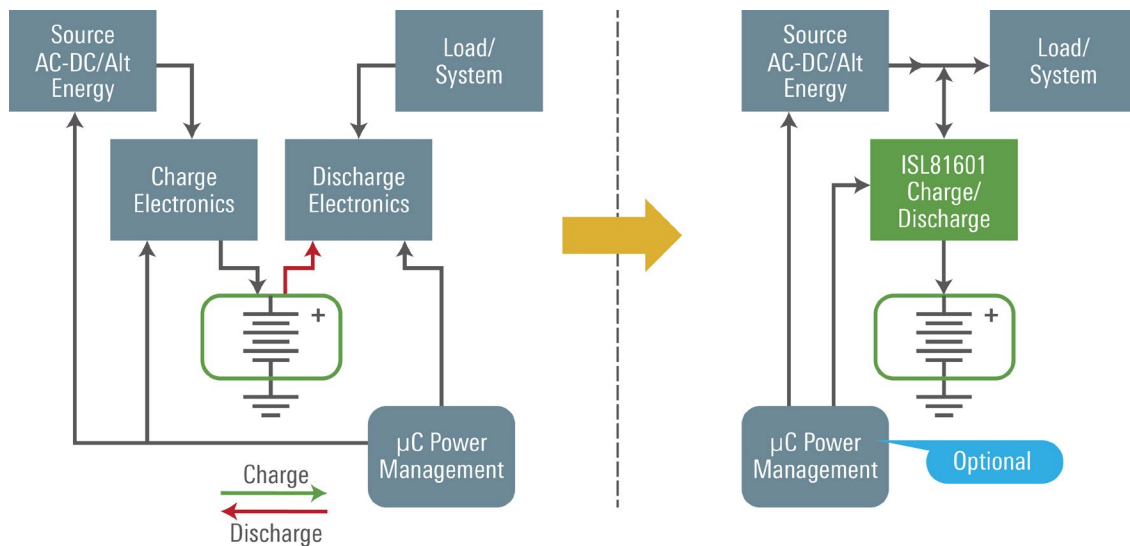 Source
AC-DC/Alt
Energy
Load/
System
Charge
Electronics
Discharge
Electronics
+
µC Power
Management
Charge
Discharge
Source
AC-DC/Alt
Energy
Load/
System
ISL81601
Charge/
Discharge
+
µC Power
Management
Optional